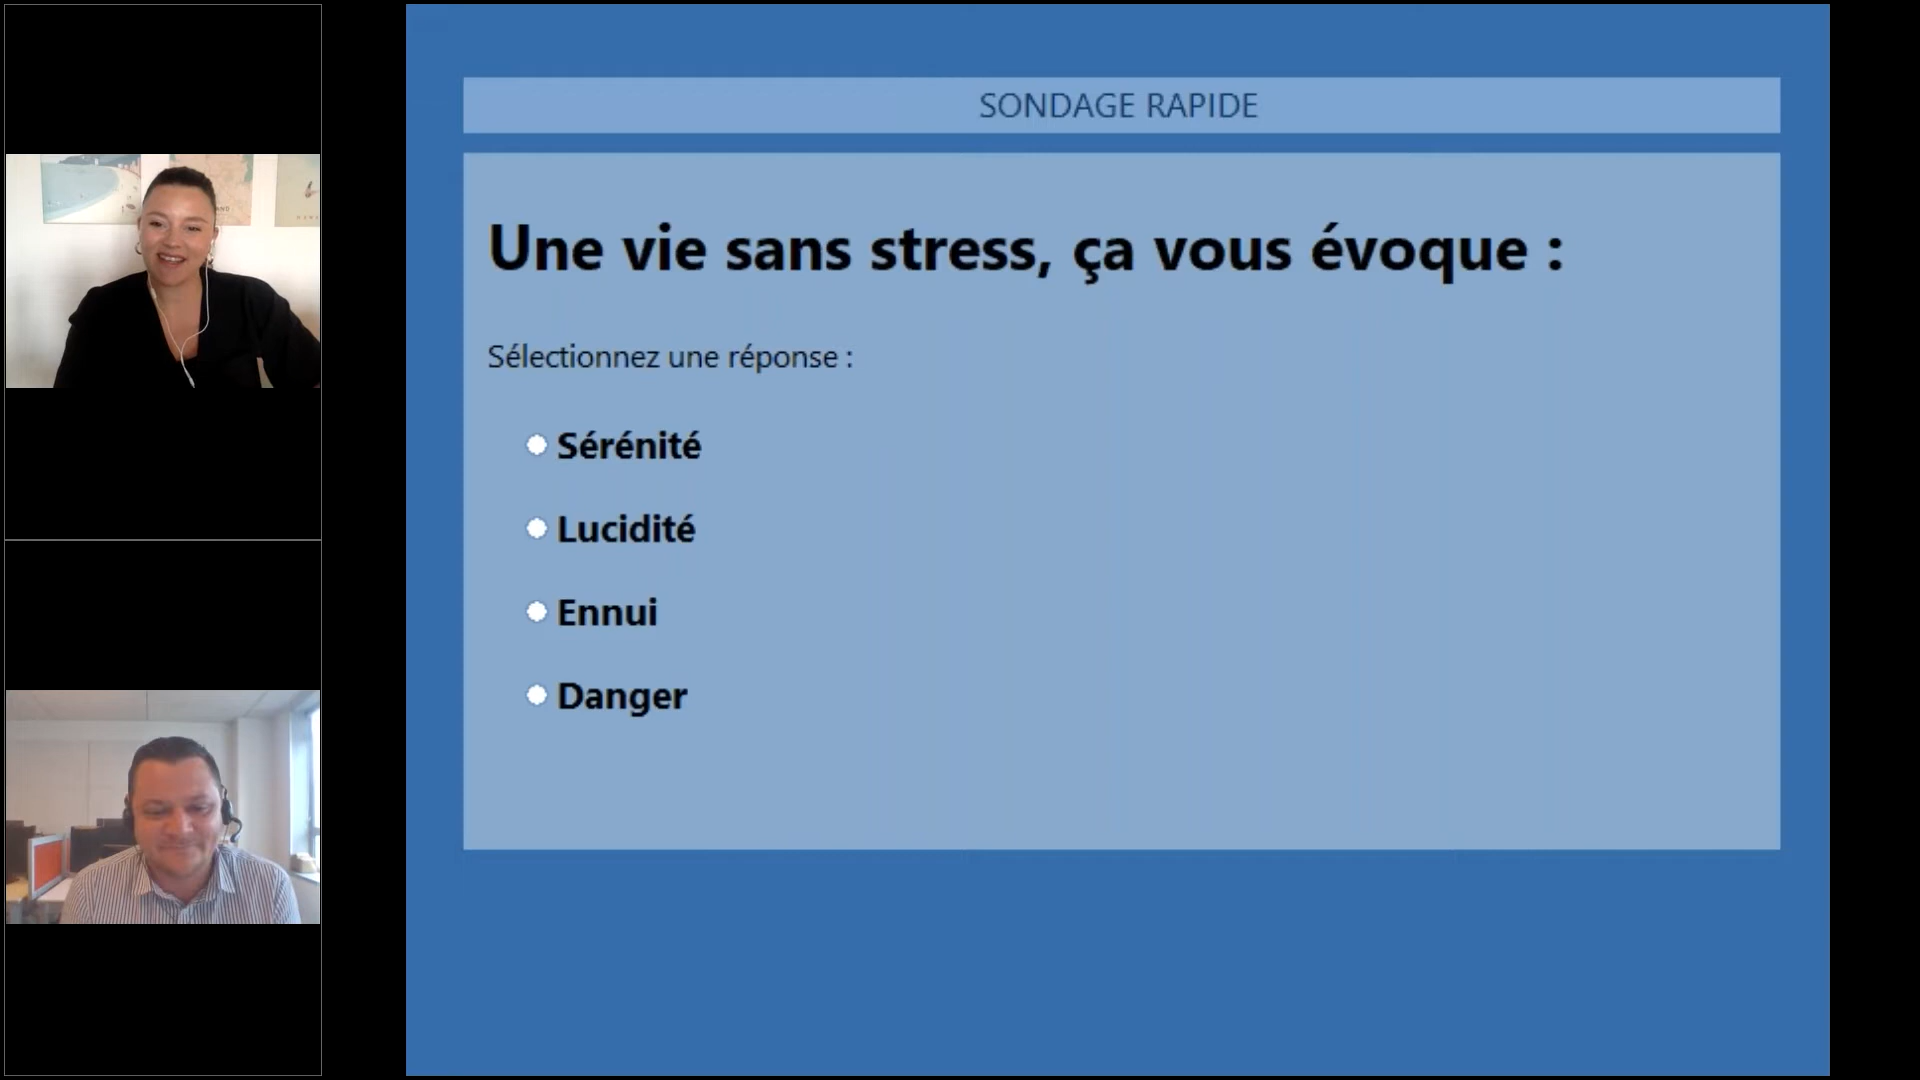 SONDAGE RAPIDE
Une vie sans stress, ça vous évoque :
Sélectionnez une réponse :
Sérénité
Lucidité
Ennui
Danger